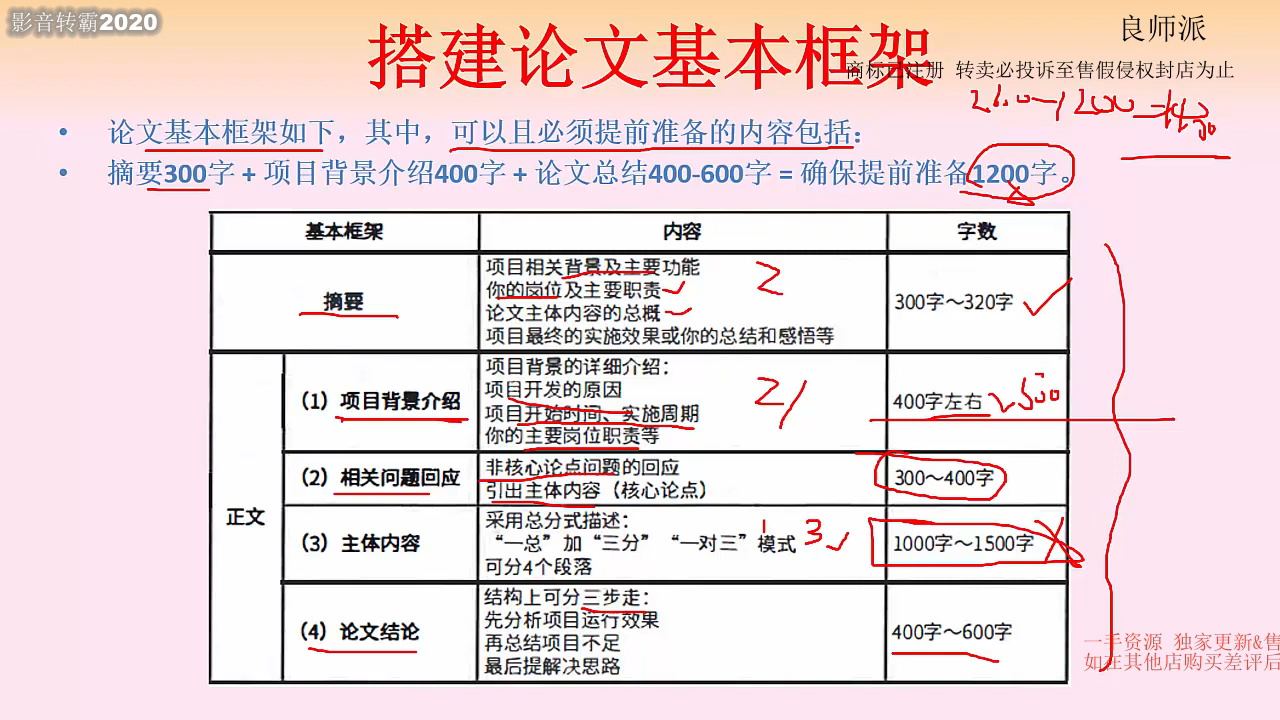 影音转霸2020
良师派
搭建论文基本框架
商标已注册 转卖必投诉至售假侵权封店为止
• 论文基本框架如下，其中，可以且必须提前准备的内容包括：
• 摘要300字 + 项目背景介绍400字 + 论文总结400-600字 = 确保提前准备1200字。
基本框架 内容 字数
摘要
项目相关背景及主要功能
你的岗位及主要职责
论文主体内容的总概
项目最终的实施效果或你的总结和感悟等
300字～320字
2
正文
（1）项目背景介绍
项目背景的详细介绍：
项目开发的原因
项目开始时间、实施周期
你的主要岗位职责等
400字左右
500
（2）相关问题回应
非核心论点问题的回应
引出主体内容（核心论点）
300～400字
（3）主体内容
采用总分式描述：
“一总”加“三分” “一对三”模式
可分4个段落
1 3
1000字～1500字
（4）论文结论
结构上可分三步走：
先分析项目运行效果
再总结项目不足
最后提解决思路
400字～600字
一手资源 独家更新&售
如在其他店购买差评后